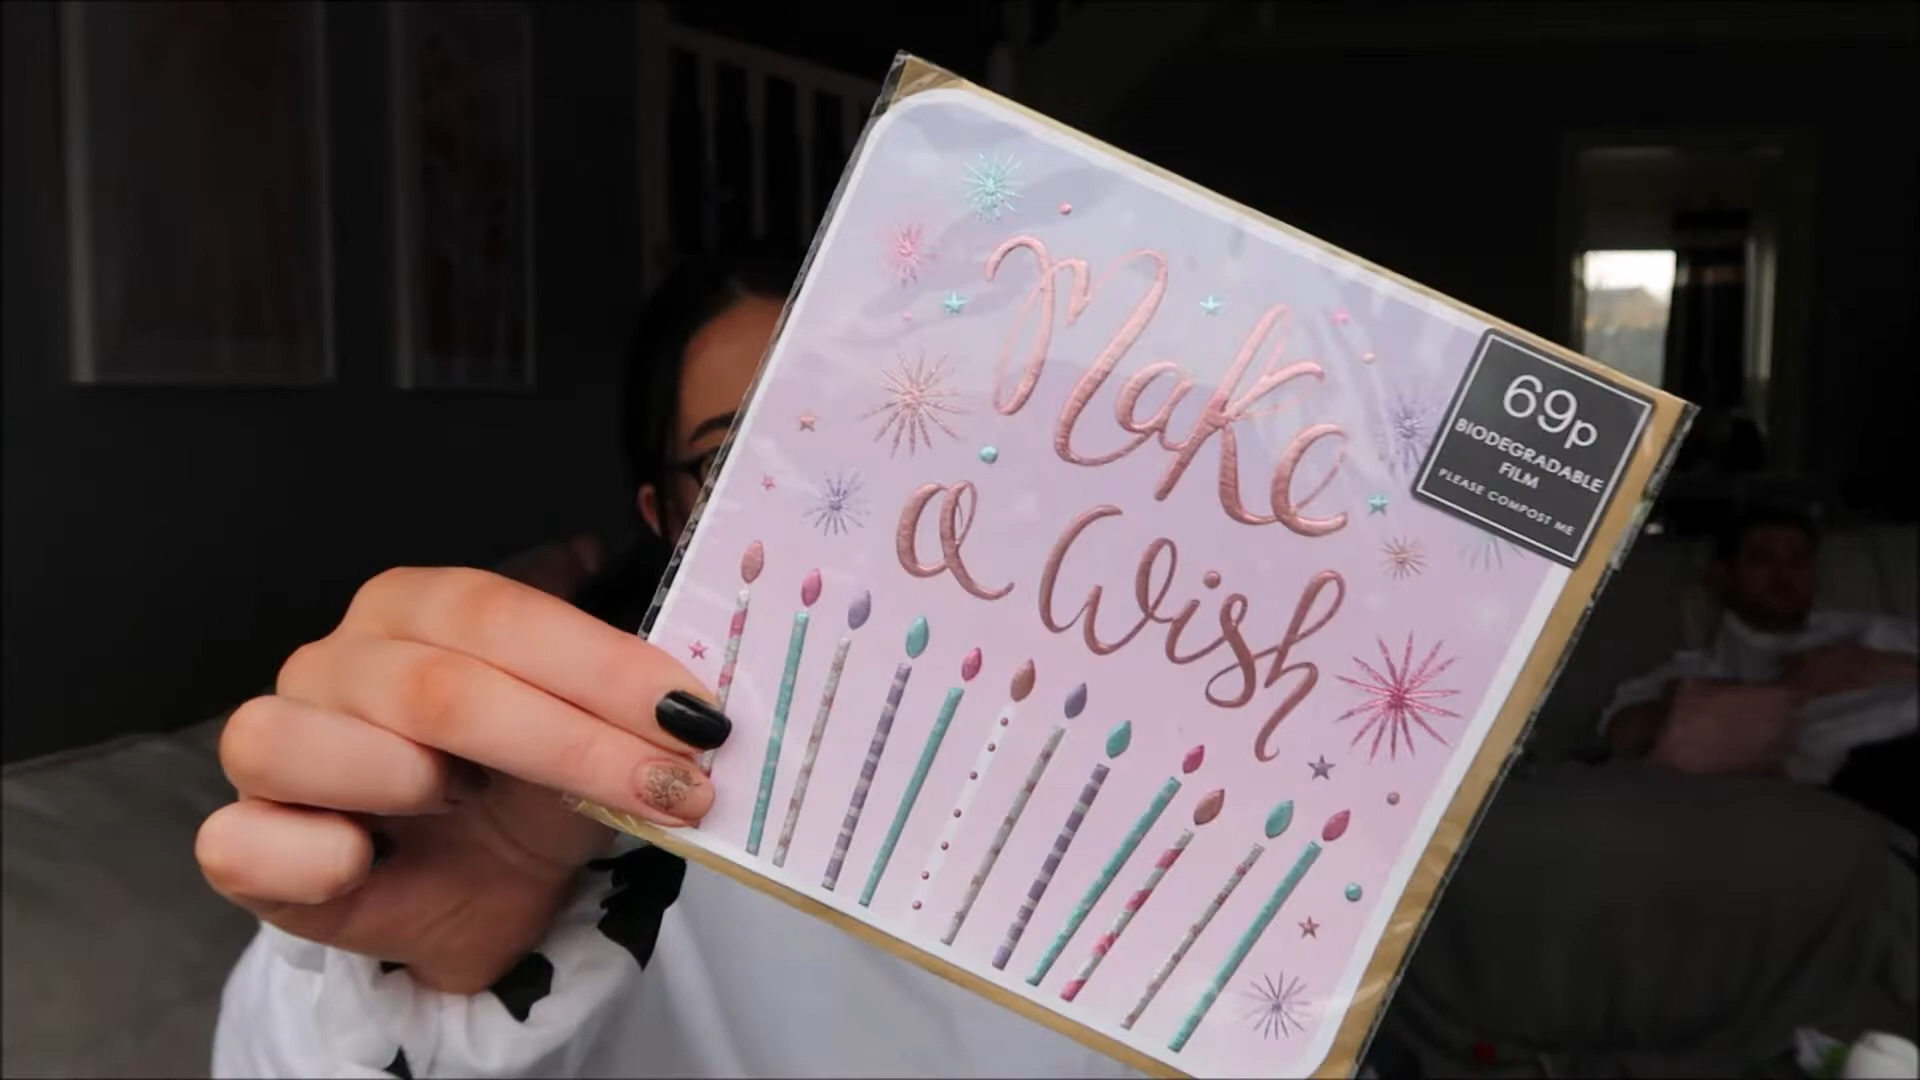 Make
a Wish
69p
BIODEGRADABLE
FILM
PLEASE COMPOST ME